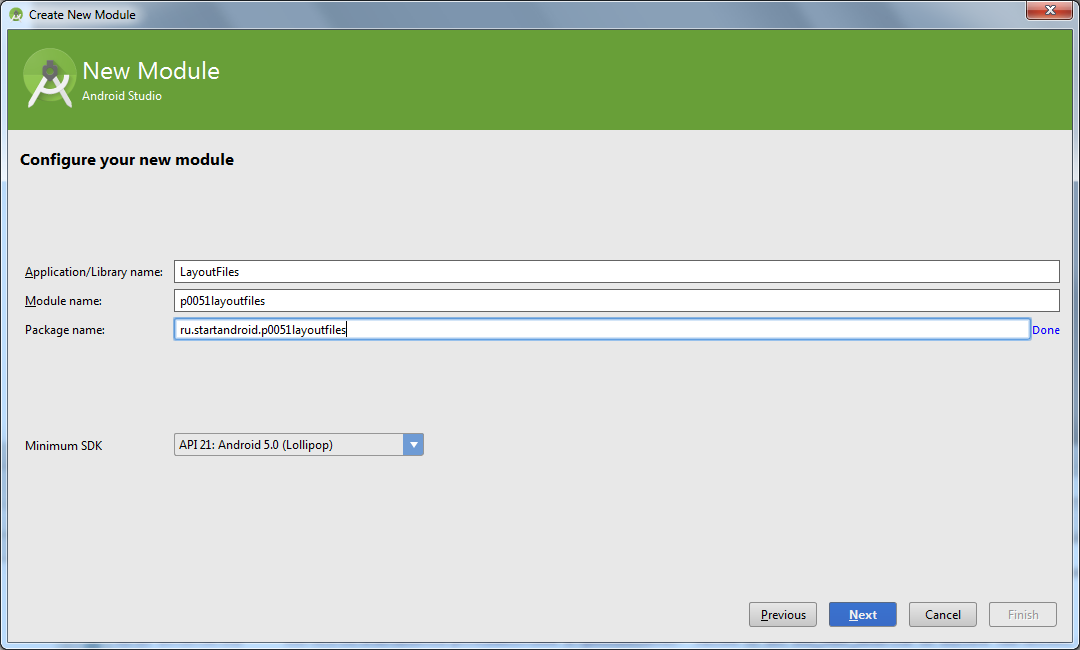 Create New Module
New Module
Android Studio
Configure your new module
Application/Library name: LayoutFiles
Module name: p0051layoutfiles
Package name: ru.startandroid.p0051layoutfiles Done
Minimum SDK API 21: Android 5.0 (Lollipop)
Previous Next Cancel Finish